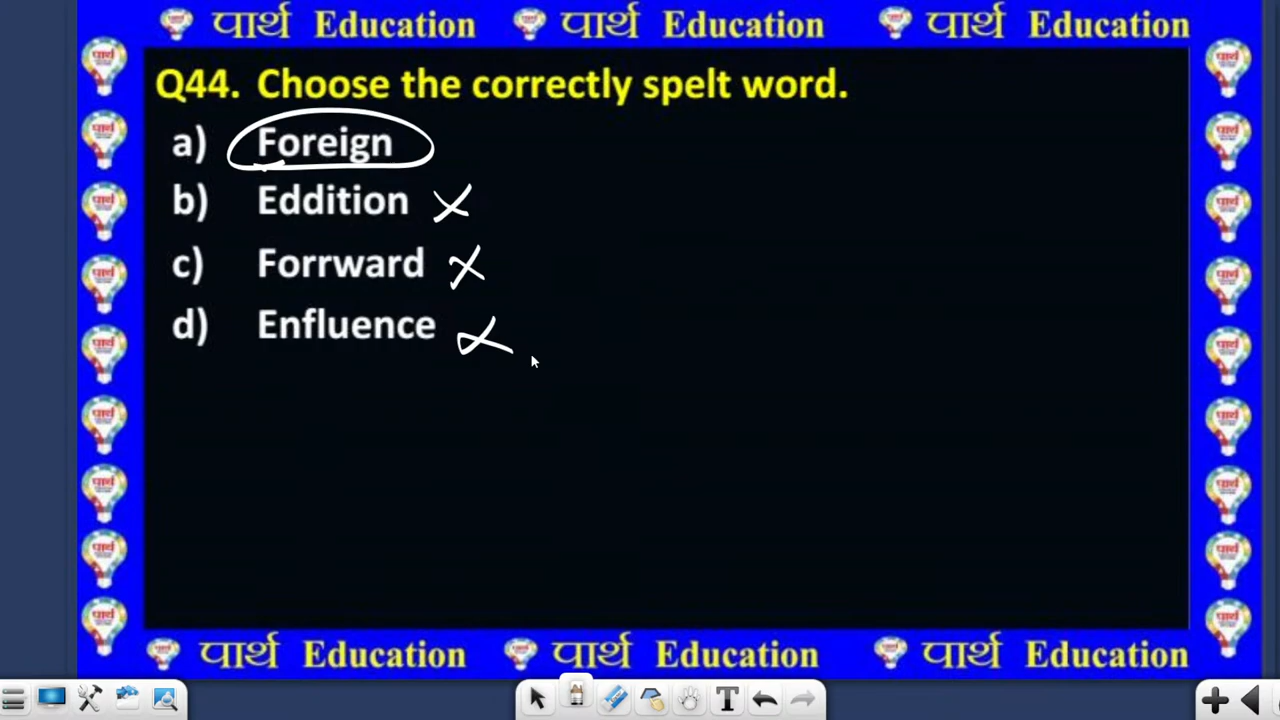 पार्थ Education पार्थ Education पार्थ Education
Q44. Choose the correctly spelt word.
a) Foreign
b) Eddition
c) Forrward
d) Enfluence
पार्थ Education पार्थ Education पार्थ Education